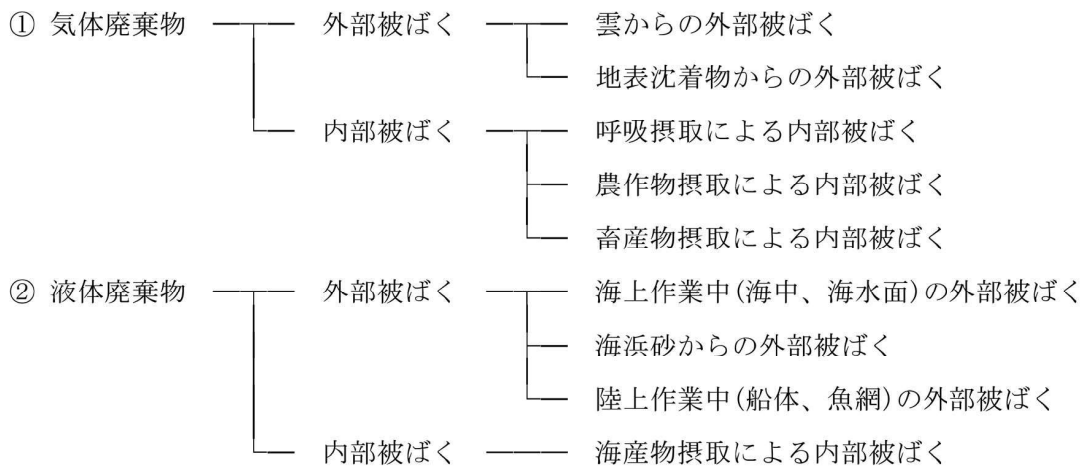 ① 気体廃棄物 外部被ばく 雲からの外部被ばく
地表沈着物からの外部被ばく
内部被ばく 呼吸摂取による内部被ばく
農作物摂取による内部被ばく
畜産物摂取による内部被ばく
② 液体廃棄物 外部被ばく 海上作業中(海中、海水面)の外部被ばく
海浜砂からの外部被ばく
陸上作業中(船体、魚網)の外部被ばく
内部被ばく 海産物摂取による内部被ばく